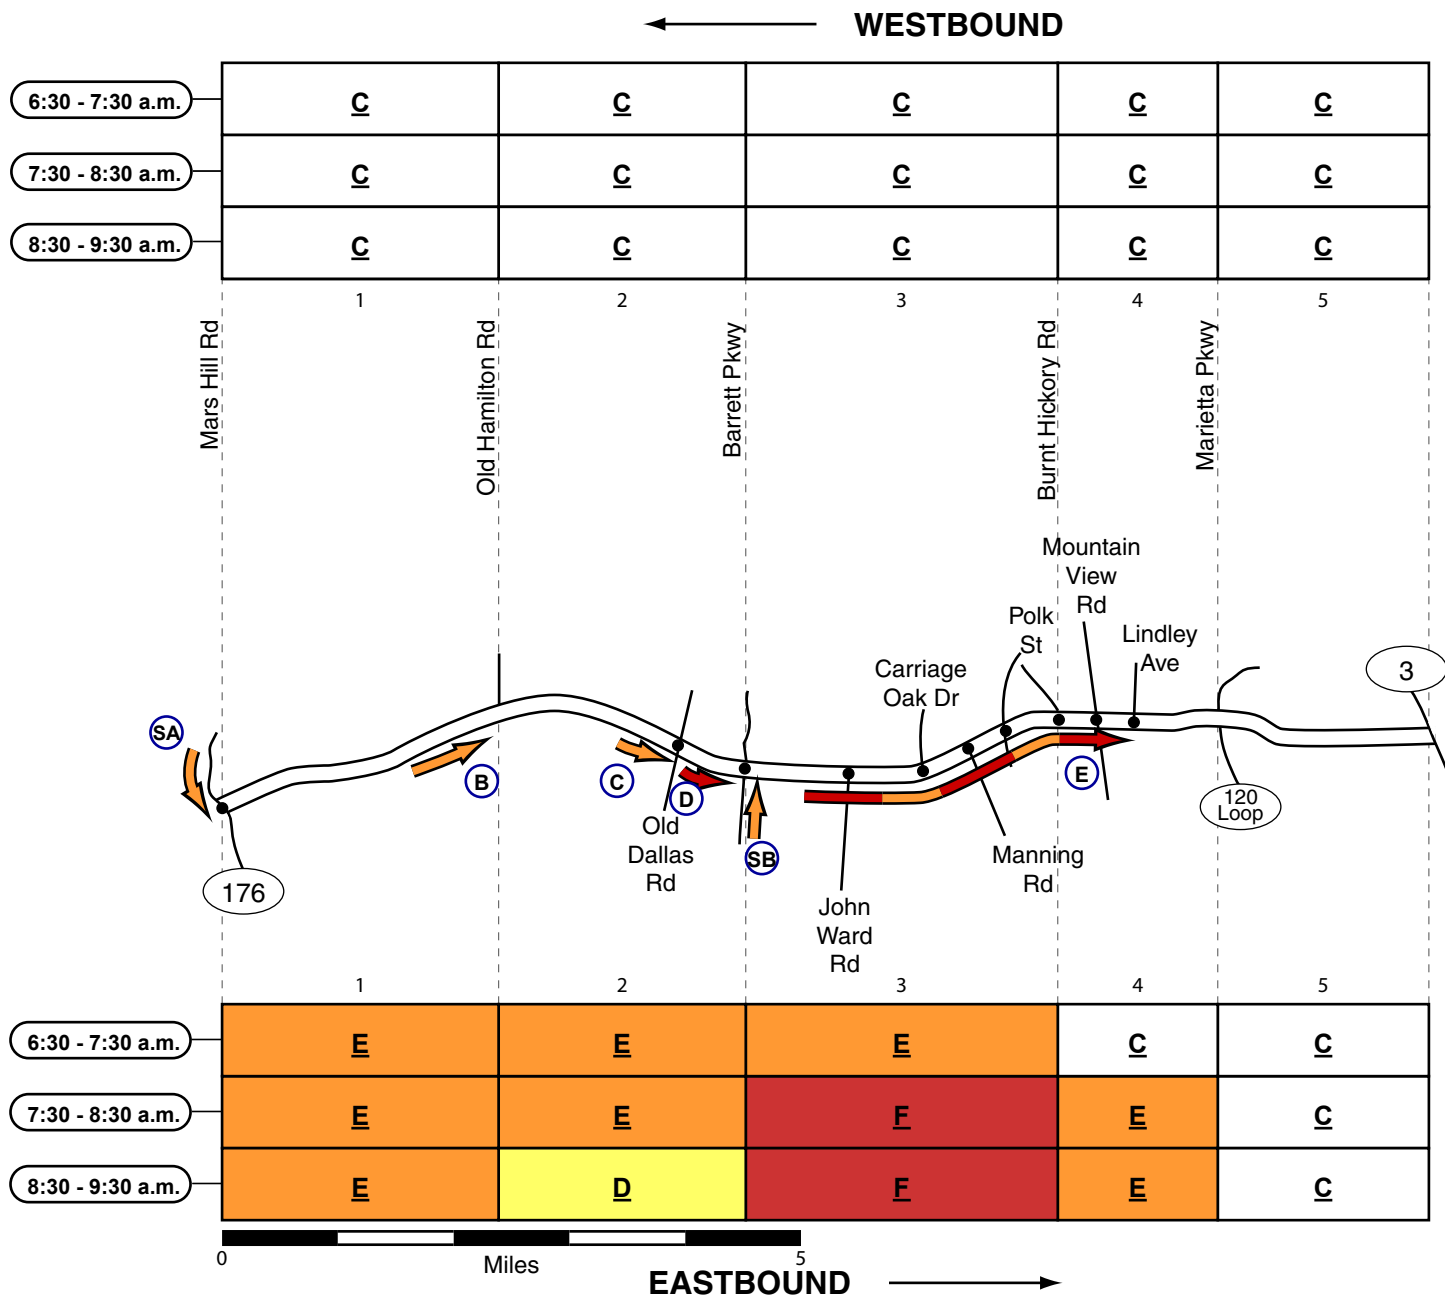 WESTBOUND
6:30 - 7:30 a.m. C C C C C
7:30 - 8:30 a.m. C C C C C
8:30 - 9:30 a.m. C C C C C
1 2 3 4 5
Mars Hill Rd
Old Hamilton Rd
Barrett Pkwy
Burnt Hickory Rd
Marietta Pkwy
Mountain
View
Rd
Polk
St
Lindley
Ave
Carriage
Oak Dr
3
SA
B
C
D
E
SB
120
Loop
Old
Dallas
Rd
Manning
Rd
176
John
Ward
Rd
1 2 3 4 5
6:30 - 7:30 a.m. E E E C C
7:30 - 8:30 a.m. E E F E C
8:30 - 9:30 a.m. E D F E C
0 5
Miles
EASTBOUND